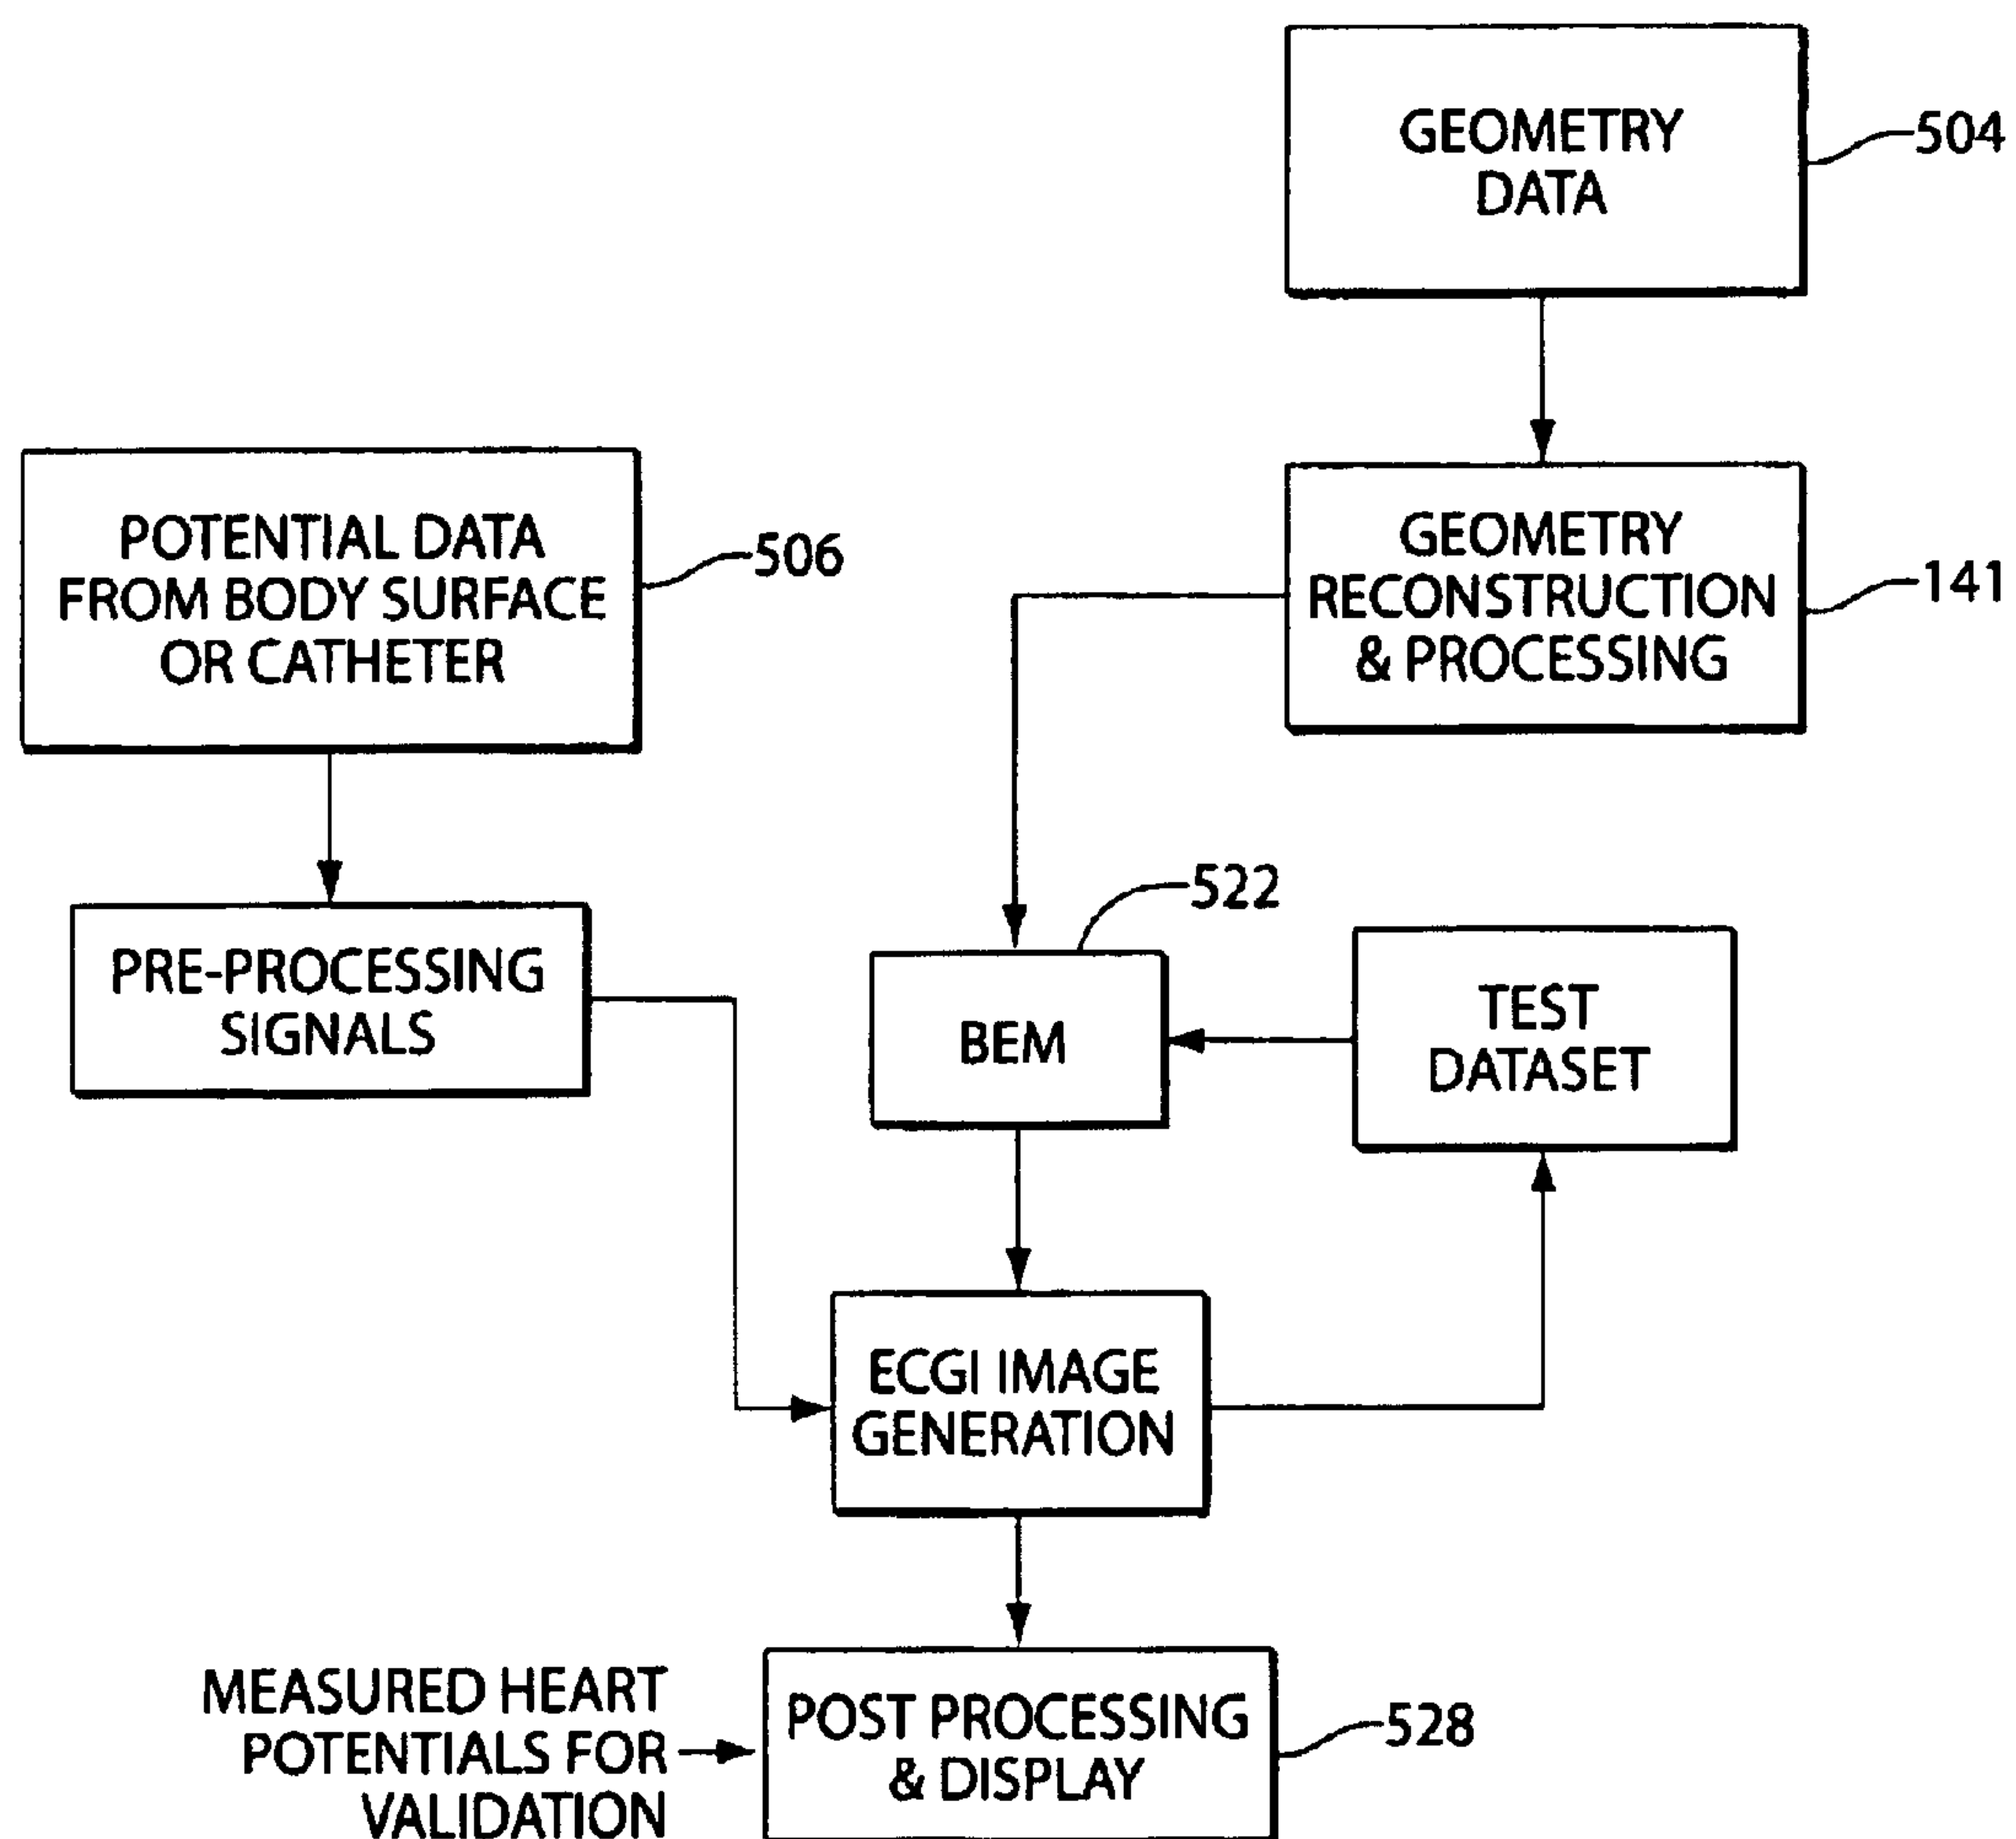 GEOMETRY
DATA
504
POTENTIAL DATA
FROM BODY SURFACE
OR CATHETER
506
GEOMETRY
RECONSTRUCTION
& PROCESSING
141
PRE-PROCESSING
SIGNALS
522
BEM
TEST
DATASET
ECGI IMAGE
GENERATION
MEASURED HEART
POTENTIALS FOR
VALIDATION
POST PROCESSING
& DISPLAY
528